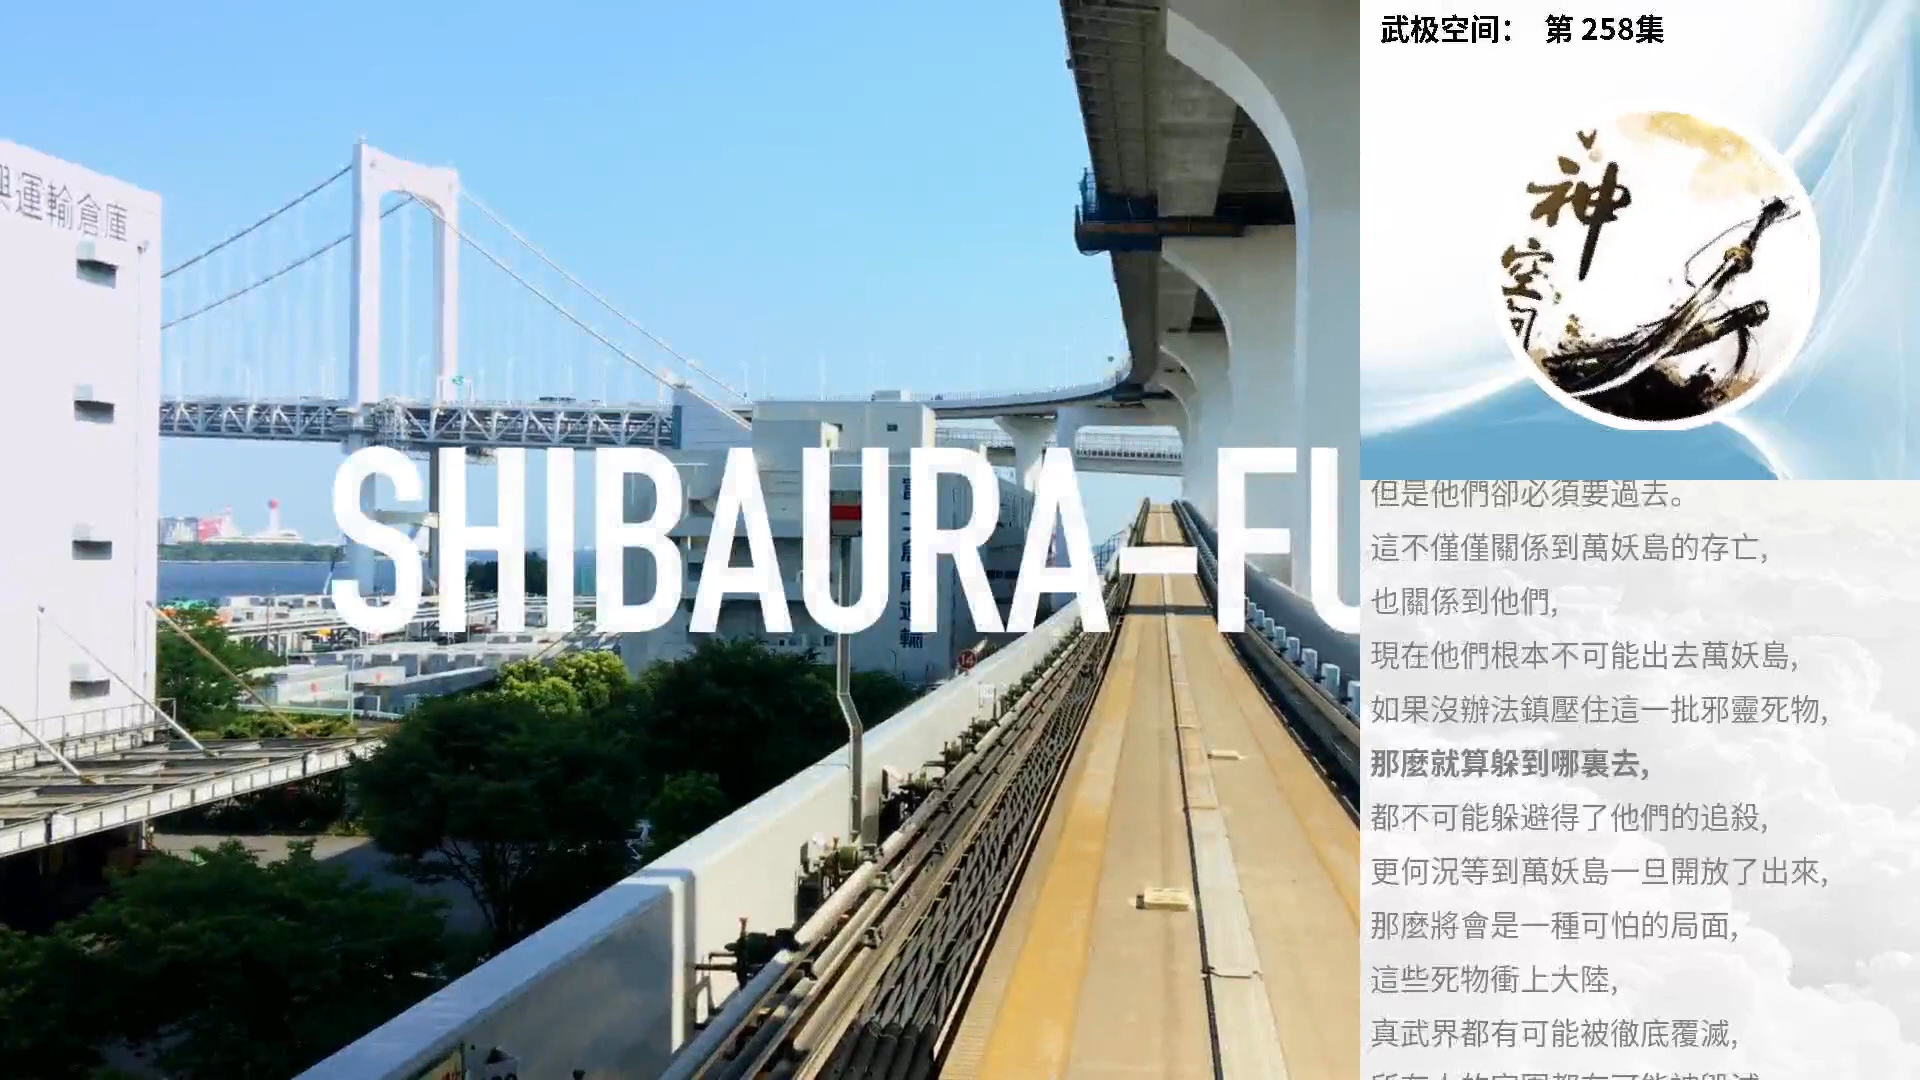 興運輸倉庫
SHIBAURA-FU
14
武极空间： 第 258集
神
空间
但是他們卻必須要過去。
這不僅僅關係到萬妖島的存亡,
也關係到他們,
現在他們根本不可能出去萬妖島,
如果沒辦法鎮壓住這一批邪靈死物,
那麼就算躲到哪裏去,
都不可能躲避得了他們的追殺,
更何況等到萬妖島一旦開放了出來,
那麼將會是一種可怕的局面,
這些死物衝上大陸,
真武界都有可能被徹底覆滅,